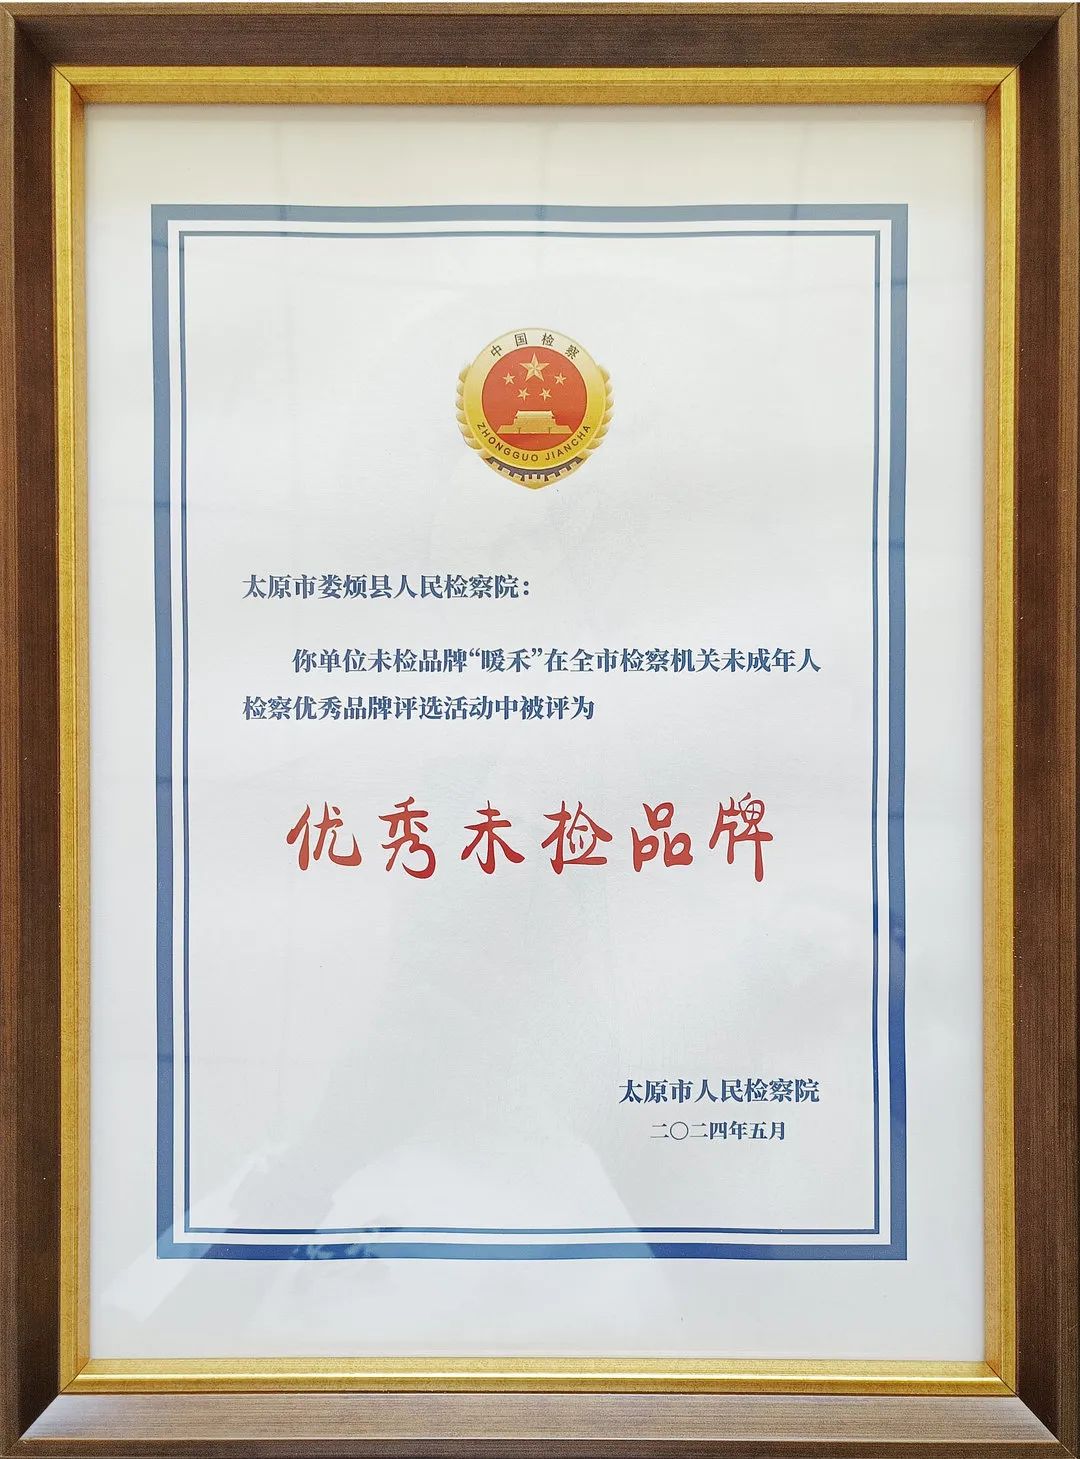 中国检察
ZHONGGUO JIANCHA
太原市娄烦县人民检察院：
你单位未检品牌“暖禾”在全市检察机关未成年人
检察优秀品牌评选活动中被评为
优秀未检品牌
太原市人民检察院
二〇二四年五月